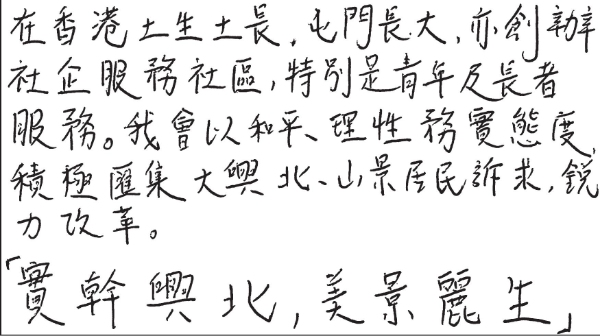 在香港土生土長,屯門長大,亦創辦
社企服務社區,特別是青年及長者
服務。我會以和平、理性務實態度,
積極匯集大興北、山景居民訴求,銳
力改革。
「實幹興北,美景麗生」